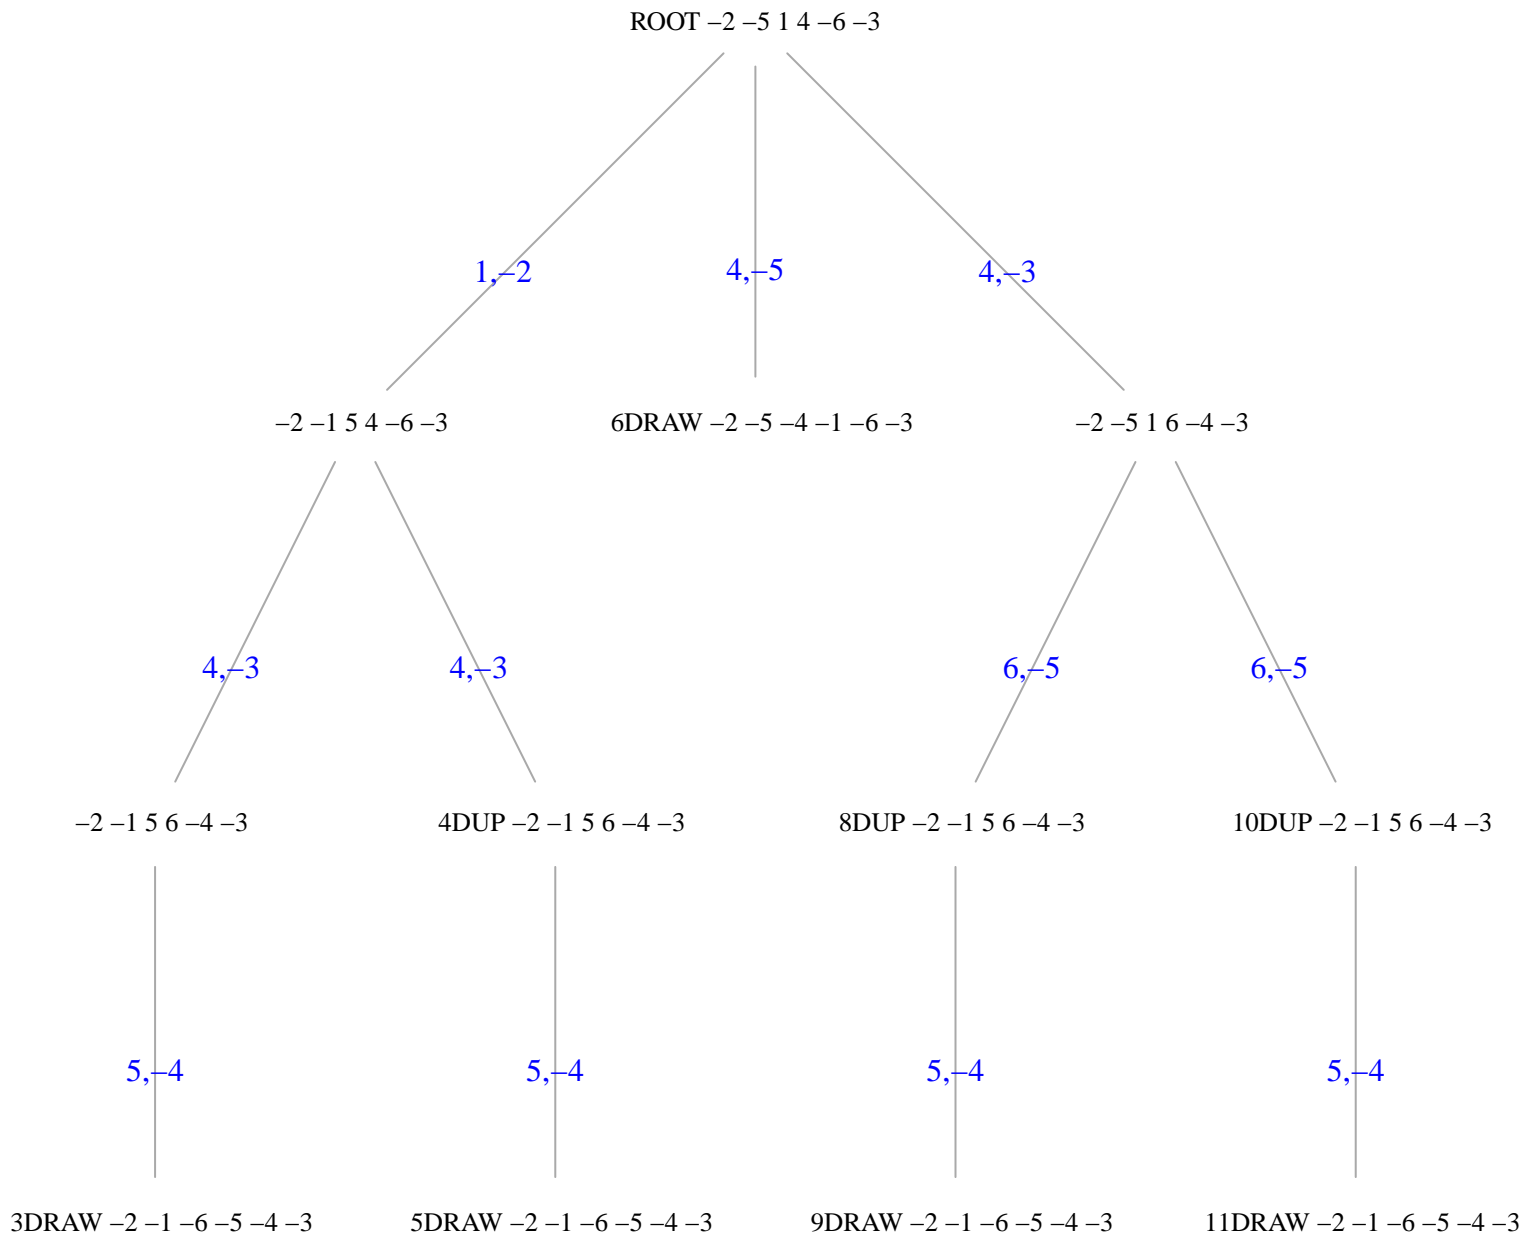 ROOT –2 –5 1 4 –6 –3
1,–2
4,–5
4,–3
–2 –1 5 4 –6 –3
6DRAW –2 –5 –4 –1 –6 –3
–2 –5 1 6 –4 –3
4,–3
4,–3
6,–5
6,–5
–2 –1 5 6 –4 –3
4DUP –2 –1 5 6 –4 –3
8DUP –2 –1 5 6 –4 –3
10DUP –2 –1 5 6 –4 –3
5,–4
5,–4
5,–4
5,–4
3DRAW –2 –1 –6 –5 –4 –3
5DRAW –2 –1 –6 –5 –4 –3
9DRAW –2 –1 –6 –5 –4 –3
11DRAW –2 –1 –6 –5 –4 –3